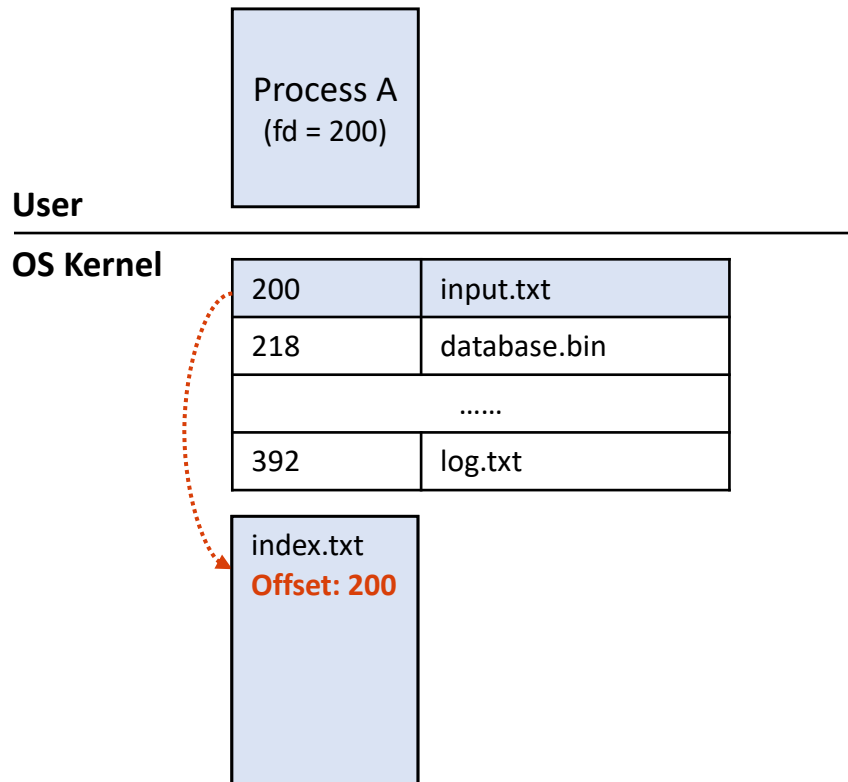 Process A
(fd = 200)
User
OS Kernel
200 input.txt
218 database.bin
......
392 log.txt
index.txt
Offset: 200